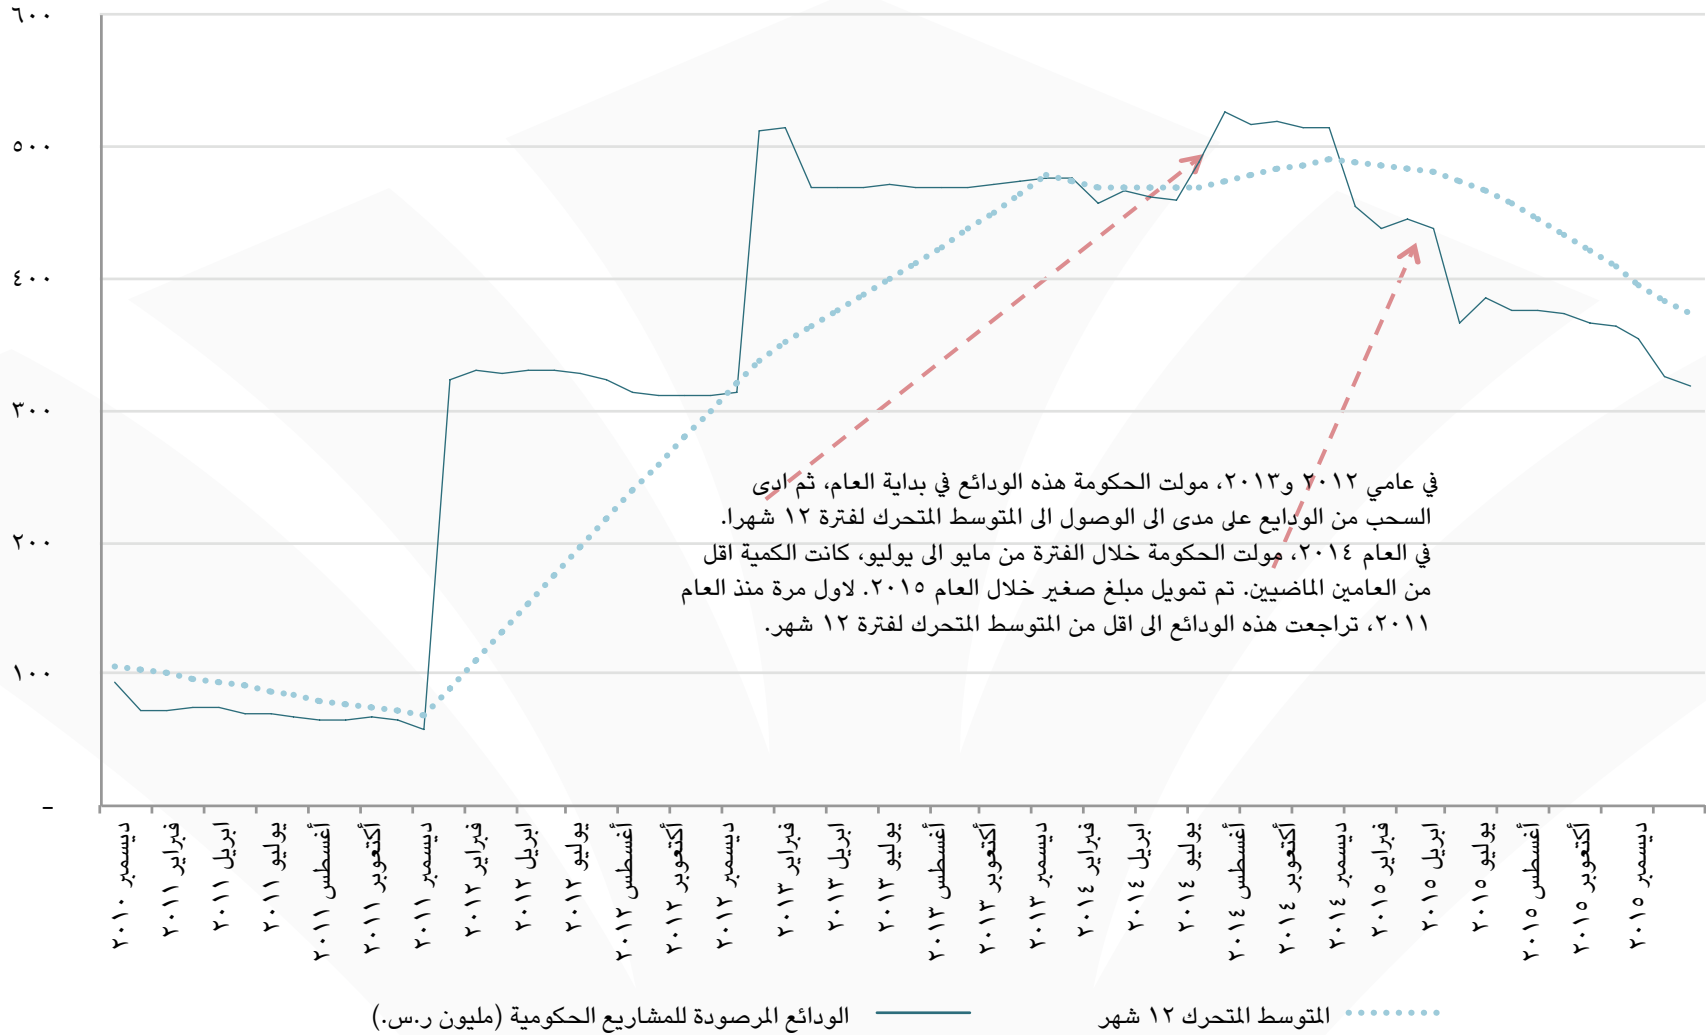 ٦٠٠
٥٠٠
٤٠٠
٣٠٠
٢٠٠
١٠٠
–
في عامي ٢٠١٢ و٢٠١٣، مولت الحكومة هذه الودائع في بداية العام، ثم ادى
السحب من الودايع على مدى الى الوصول الى المتوسط المتحرك لفترة ١٢ شهرا.
في العام ٢٠١٤، مولت الحكومة خلال الفترة من مايو الى يوليو، كانت الكمية اقل
من العامين الماضيين. تم تمويل مبلغ صغير خلال العام ٢٠١٥. لاول مرة منذ العام
٢٠١١، تراجعت هذه الودائع الى اقل من المتوسط المتحرك لفترة ١٢ شهر.
ديسمبر ٢٠١٠
فبراير ٢٠١١
ابريل ٢٠١١
يوليو ٢٠١١
أغسطس ٢٠١١
أكتعوبر ٢٠١١
ديسمبر ٢٠١١
فبراير ٢٠١٢
ابريل ٢٠١٢
يوليو ٢٠١٢
أغسطس ٢٠١٢
أكتعوبر ٢٠١٢
ديسمبر ٢٠١٢
فبراير ٢٠١٣
ابريل ٢٠١٣
يوليو ٢٠١٣
أغسطس ٢٠١٣
أكتعوبر ٢٠١٣
ديسمبر ٢٠١٣
فبراير ٢٠١٤
ابريل ٢٠١٤
يوليو ٢٠١٤
أغسطس ٢٠١٤
أكتعوبر ٢٠١٤
ديسمبر ٢٠١٤
فبراير ٢٠١٥
ابريل ٢٠١٥
يوليو ٢٠١٥
أغسطس ٢٠١٥
أكتعوبر ٢٠١٥
ديسمبر ٢٠١٥
المتوسط المتحرك ١٢ شهر
الودائع المرصودة للمشاريع الحكومية (مليون ر.س.)